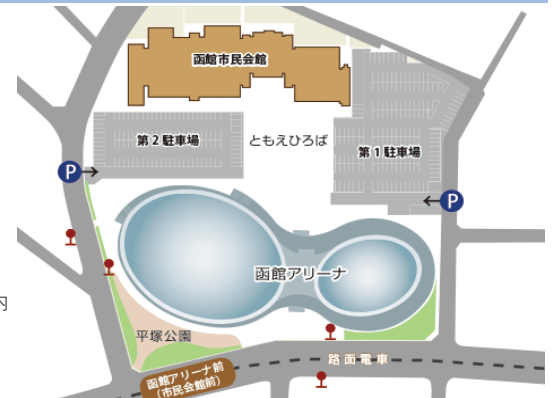 函館市民会館
第2駐車場
ともえひろば
第1駐車場
P
P
函館アリーナ
内
平塚公園
路面電車
函館アリーナ前
(市民会館前)